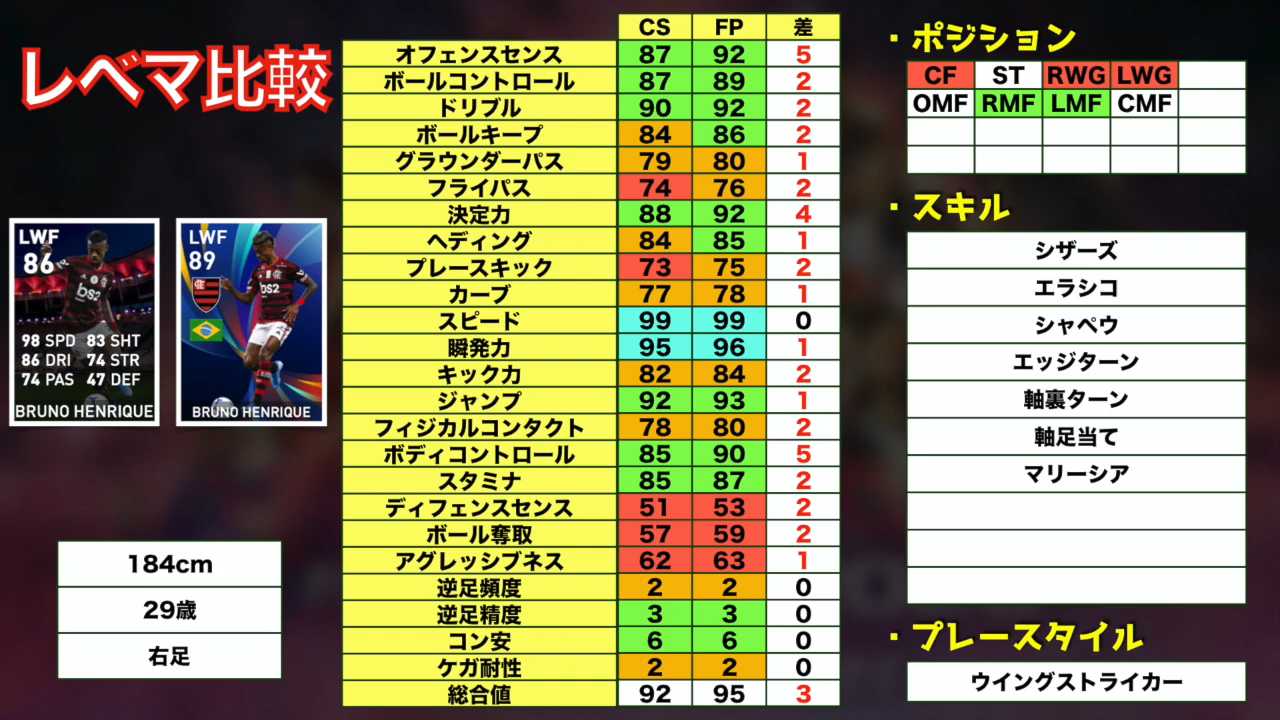 レベマ比較
LWF
86
98 SPD 83 SHT
86 DRI 74 STR
74 PAS 47 DEF
BRUNO HENRIQUE
LWF
89
BRUNO HENRIQUE
184cm
29歳
右足
CS FP 差
オフェンスセンス 87 92 5
ボールコントロール 87 89 2
ドリブル 90 92 2
ボールキープ 84 86 2
グラウンダーパス 79 80 1
フライパス 74 76 2
決定力 88 92 4
ヘディング 84 85 1
プレースキック 73 75 2
カーブ 77 78 1
スピード 99 99 0
瞬発力 95 96 1
キック力 82 84 2
ジャンプ 92 93 1
フィジカルコンタクト 78 80 2
ボディコントロール 85 90 5
スタミナ 85 87 2
ディフェンスセンス 51 53 2
ボール奪取 57 59 2
アグレッシブネス 62 63 1
逆足頻度 2 2 0
逆足精度 3 3 0
コン安 6 6 0
ケガ耐性 2 2 0
総合値 92 95 3
・ポジション
CF ST RWG LWG
OMF RMF LMF CMF
・スキル
シザーズ
エラシコ
シャペウ
エッジターン
軸裏ターン
軸足当て
マリーシア
・プレースタイル
ウイングストライカー